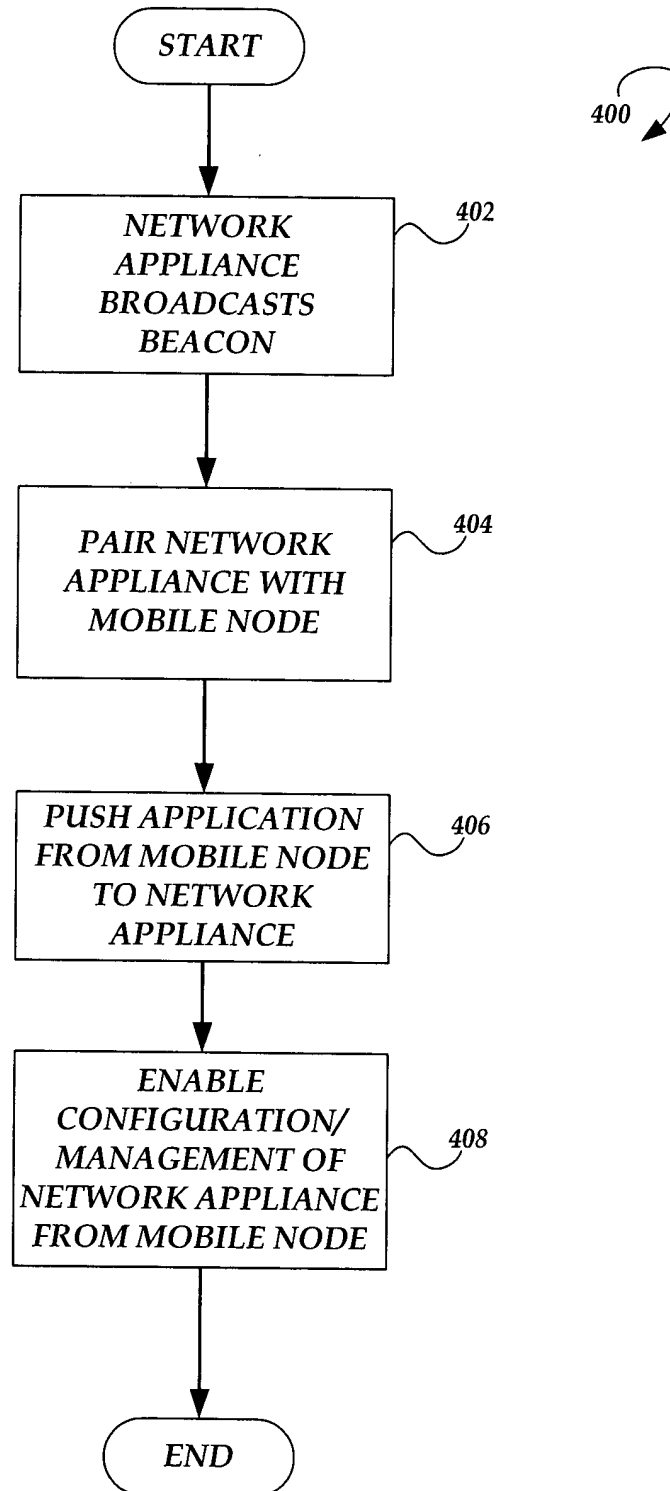 START
400
NETWORK
APPLIANCE
BROADCASTS
BEACON
402
PAIR NETWORK
APPLIANCE WITH
MOBILE NODE
404
PUSH APPLICATION
FROM MOBILE NODE
TO NETWORK
APPLIANCE
406
ENABLE
CONFIGURATION/
MANAGEMENT OF
NETWORK APPLIANCE
FROM MOBILE NODE
408
END